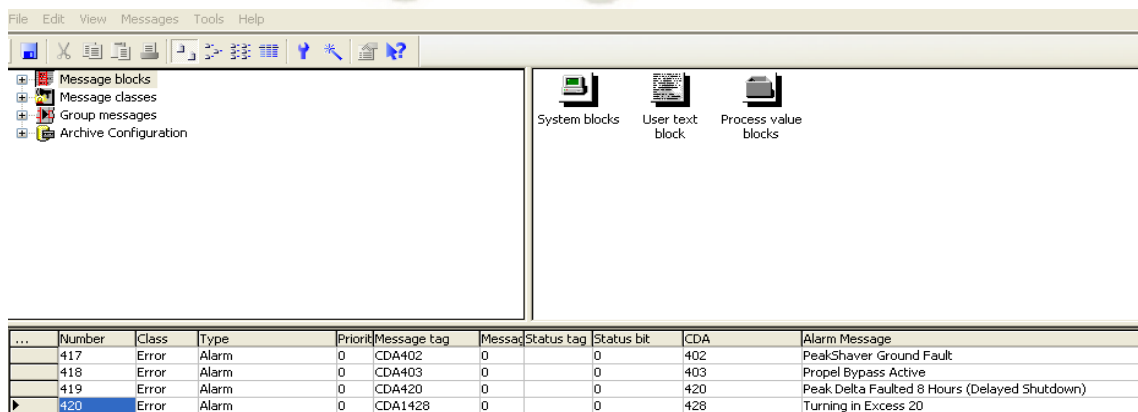 File Edit View Messages Tools Help
Message blocks
Message classes
Group messages
Archive Configuration
System blocks
User text block
Process value blocks
... Number Class Type Priorit Message tag Messag Status tag Status bit CDA Alarm Message
417 Error Alarm 0 CDA402 0 0 402 PeakShaver Ground Fault
418 Error Alarm 0 CDA403 0 0 403 Propel Bypass Active
419 Error Alarm 0 CDA420 0 0 420 Peak Delta Faulted 8 Hours (Delayed Shutdown)
420 Error Alarm 0 CDA1428 0 0 428 Turning in Excess 20